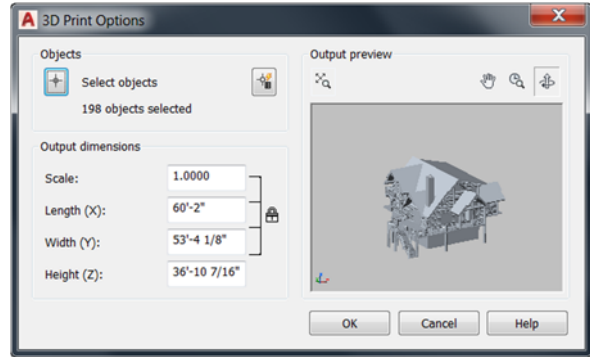 A 3D Print Options
Objects
Select objects
198 objects selected
Output dimensions
Scale: 1.0000
Length (X): 60'-2"
Width (Y): 53'-4 1/8"
Height (Z): 36'-10 7/16"
Output preview
OK Cancel Help